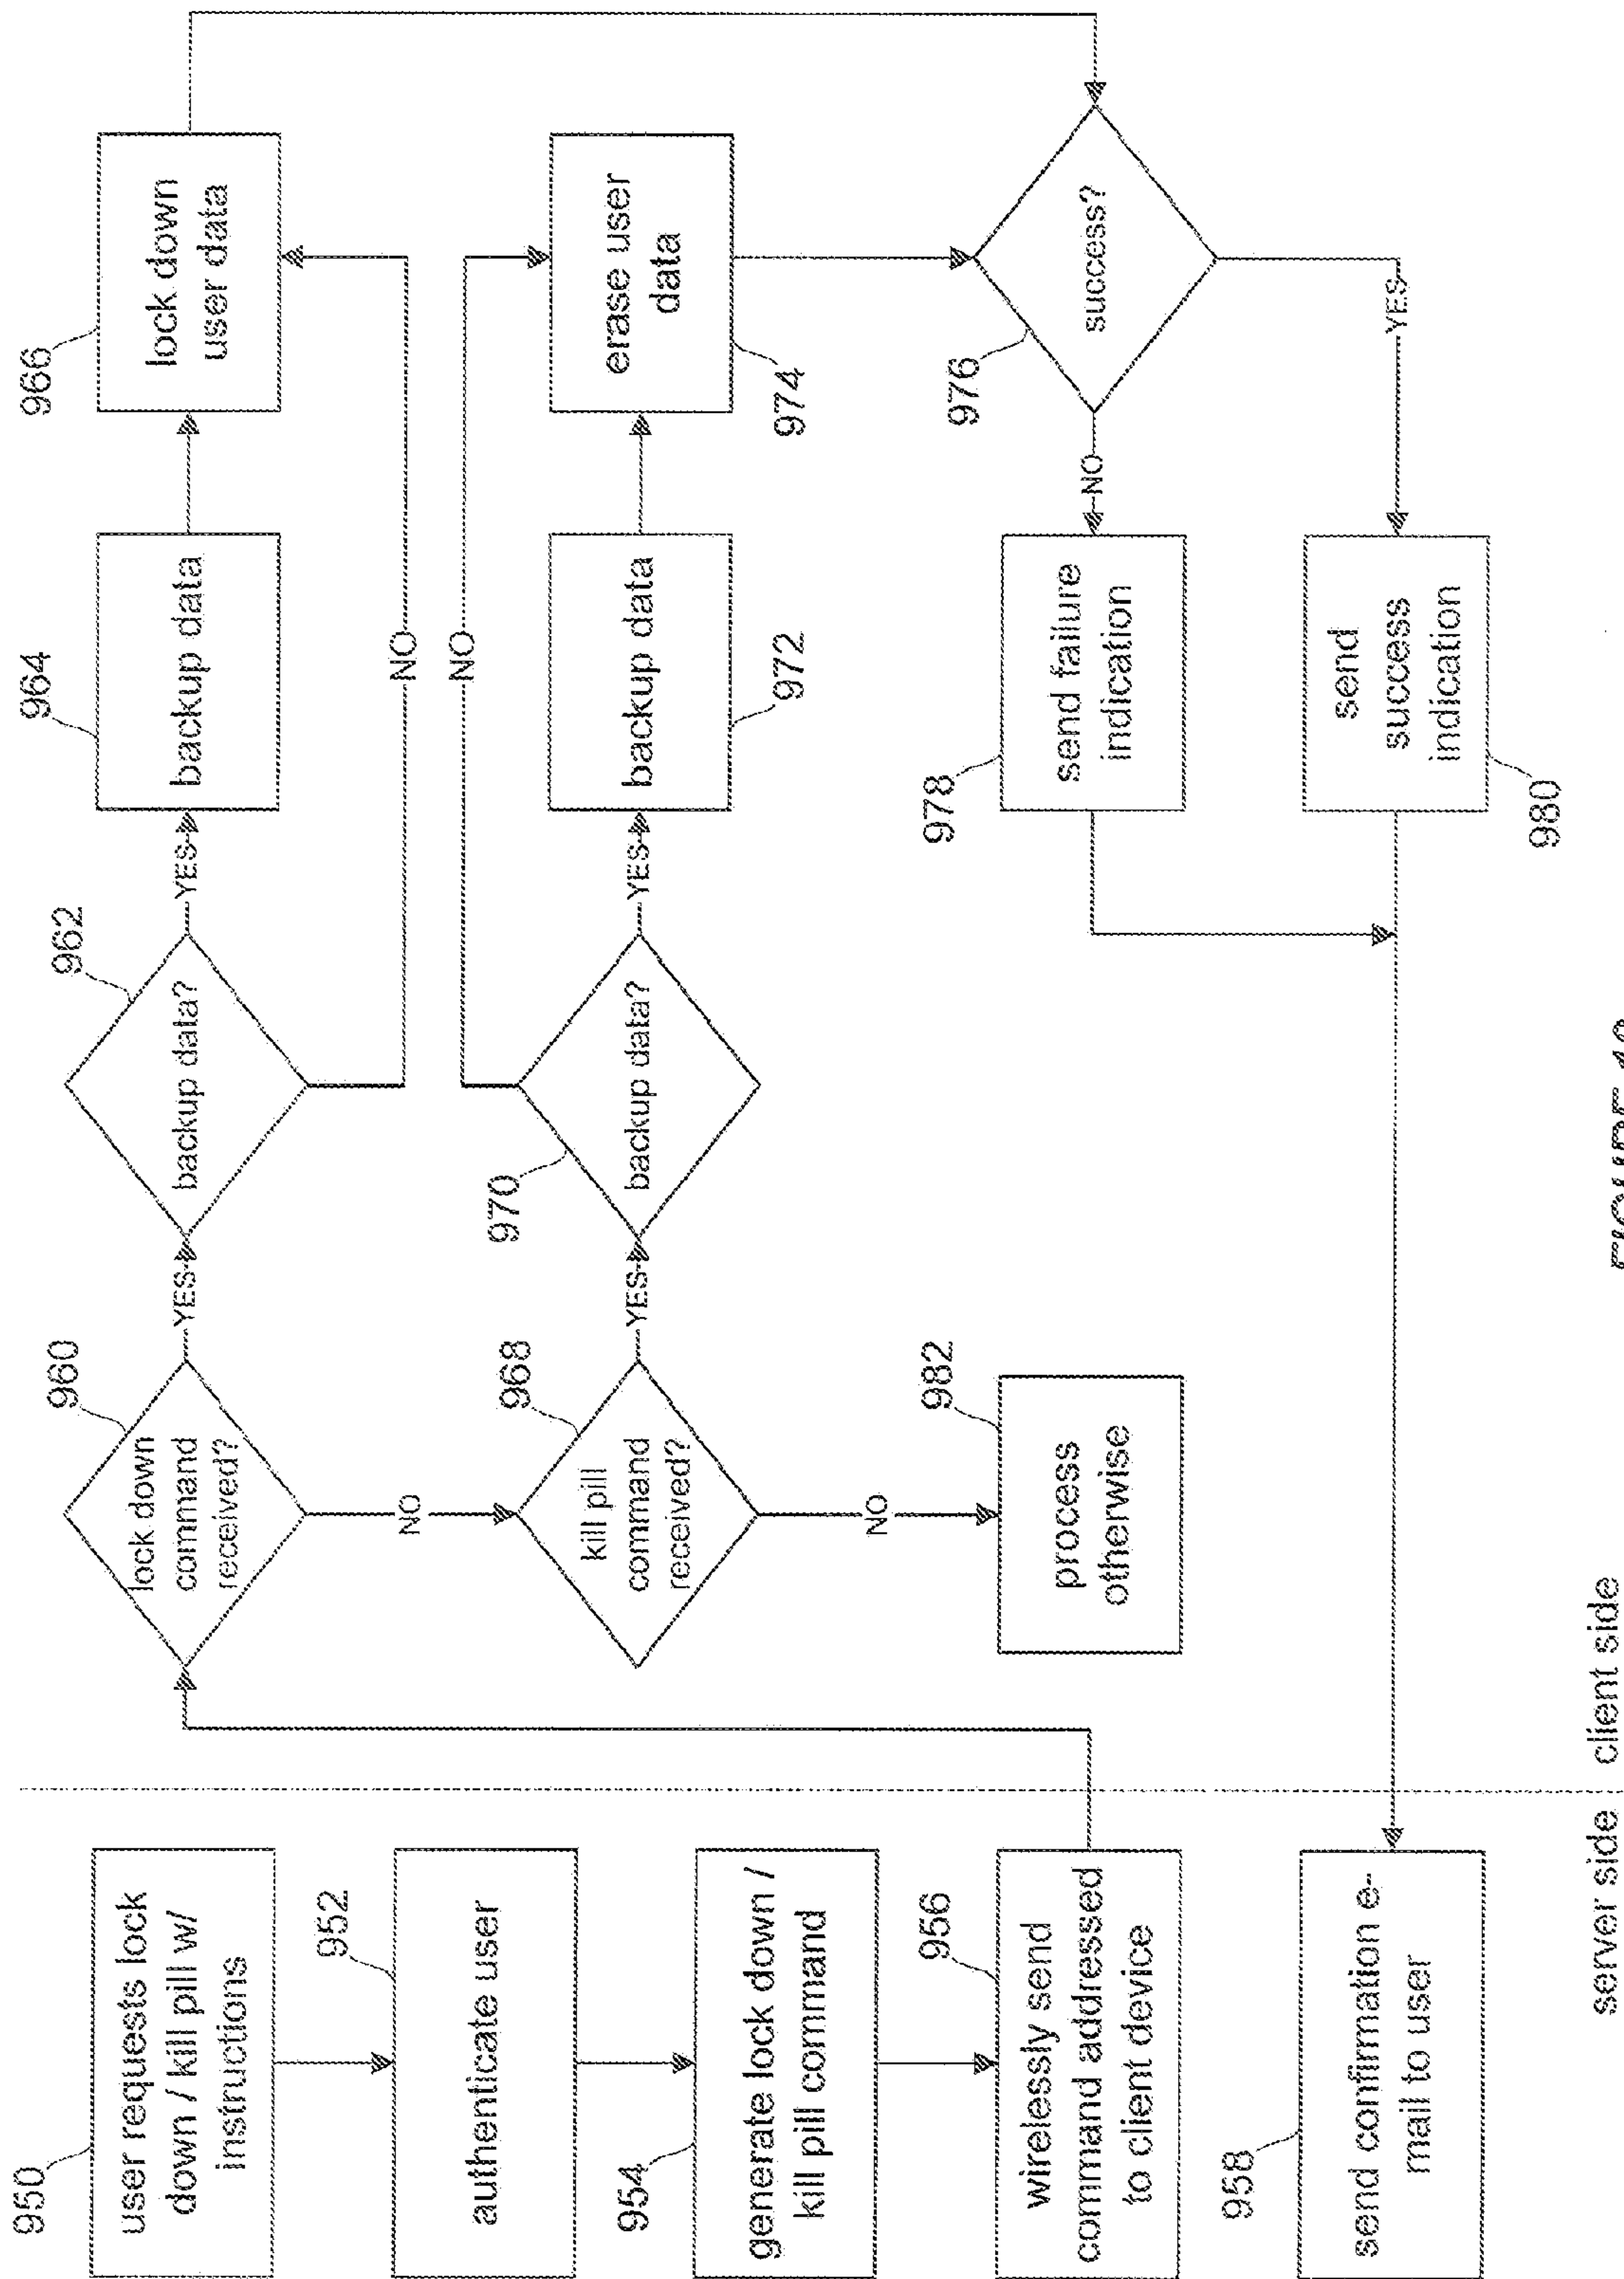 950
user requests lock
down / kill pill w/
instructions
952
authenticate user
954
generate lock down /
kill pill command
956
wirelessly send
command addressed
to client device
958
send confirmation e-
mail to user
960
lock down
command
received?
YES
NO
962
backup data?
YES
NO
964
backup data
966
lock down
user data
968
kill pill
command
received?
YES
NO
970
backup data?
YES
NO
972
backup data
974
erase user
data
982
process
otherwise
976
success?
NO
YES
978
send failure
indication
980
send
success
indication
server side
client side
FIGURE